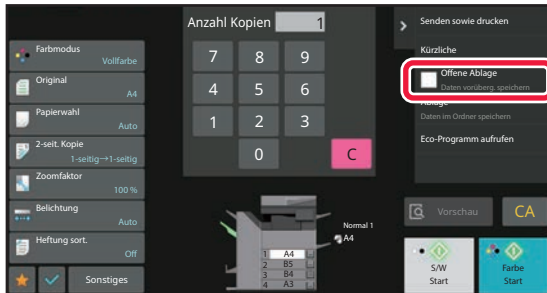 Anzahl Kopien 1
Farbmodus
Vollfarbe
Original
A4
Papierwahl
Auto
2-seit. Kopie
1-seitig→1-seitig
Zoomfaktor
100 %
Belichtung
Auto
Heftung sort.
Off
Sonstiges
7 8 9
4 5 6
1 2 3
0 C
Normal 1
A4
1 A4
2 B5
3 B4
4 A3
Senden sowie drucken
Kürzliche
Offene Ablage
Daten vorüberg. speichern
Ablage
Daten im Ordner speichern
Eco-Programm aufrufen
Vorschau
CA
S/W
Start
Farbe
Start